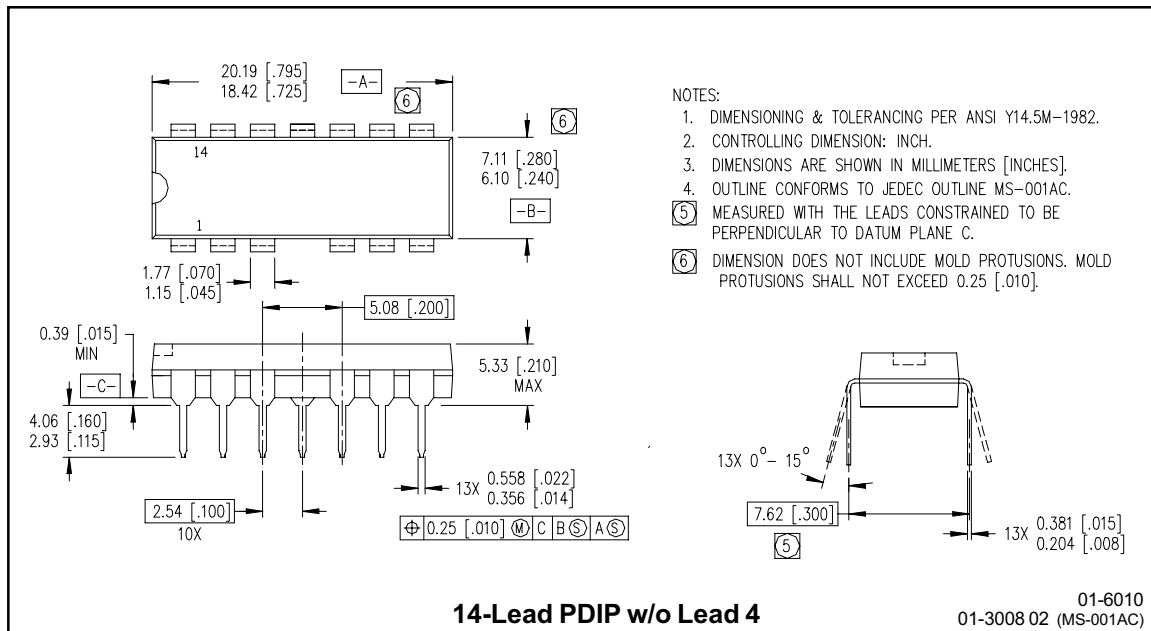 20.19 [.795]
18.42 [.725]
-A-
6
6
14
1
7.11 [.280]
6.10 [.240]
-B-
1.77 [.070]
1.15 [.045]
5.08 [.200]
0.39 [.015]
MIN
-C-
5.33 [.210]
MAX
4.06 [.160]
2.93 [.115]
13X 0.558 [.022]
0.356 [.014]
2.54 [.100]
10X
⌖ 0.25 [.010] Ⓜ C B Ⓢ A Ⓢ
NOTES:
1. DIMENSIONING & TOLERANCING PER ANSI Y14.5M-1982.
2. CONTROLLING DIMENSION: INCH.
3. DIMENSIONS ARE SHOWN IN MILLIMETERS [INCHES].
4. OUTLINE CONFORMS TO JEDEC OUTLINE MS-001AC.
5 MEASURED WITH THE LEADS CONSTRAINED TO BE
PERPENDICULAR TO DATUM PLANE C.
6 DIMENSION DOES NOT INCLUDE MOLD PROTUSIONS. MOLD
PROTUSIONS SHALL NOT EXCEED 0.25 [.010].
13X 0°- 15°
7.62 [.300]
5
13X 0.381 [.015]
0.204 [.008]
14-Lead PDIP w/o Lead 4
01-6010
01-3008 02 (MS-001AC)